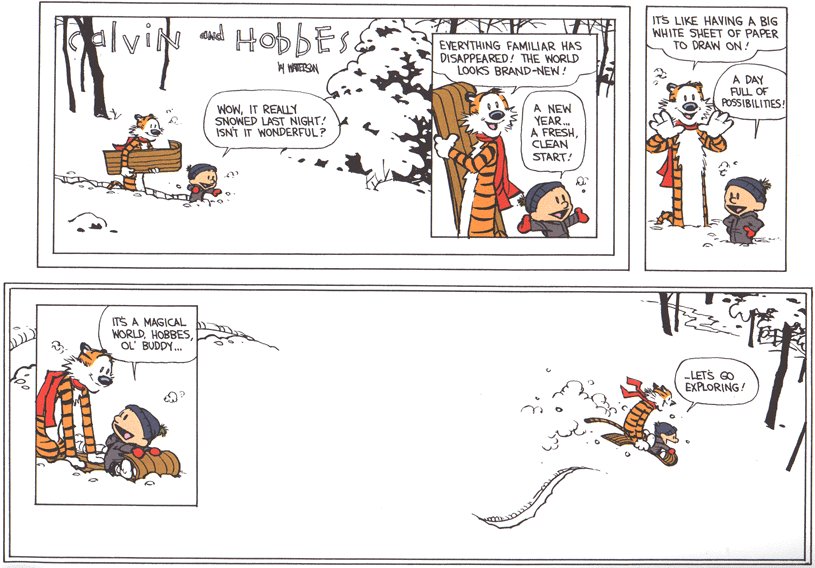 Calvin and Hobbes
by WATTERSON
WOW, IT REALLY
SNOWED LAST NIGHT!
ISN'T IT WONDERFUL?
EVERYTHING FAMILIAR HAS
DISAPPEARED! THE WORLD
LOOKS BRAND-NEW!
A NEW
YEAR...
A FRESH,
CLEAN
START!
IT'S LIKE HAVING A BIG
WHITE SHEET OF PAPER
TO DRAW ON!
A DAY
FULL OF
POSSIBILITIES!
IT'S A MAGICAL
WORLD, HOBBES,
OL' BUDDY...
...LET'S GO
EXPLORING!